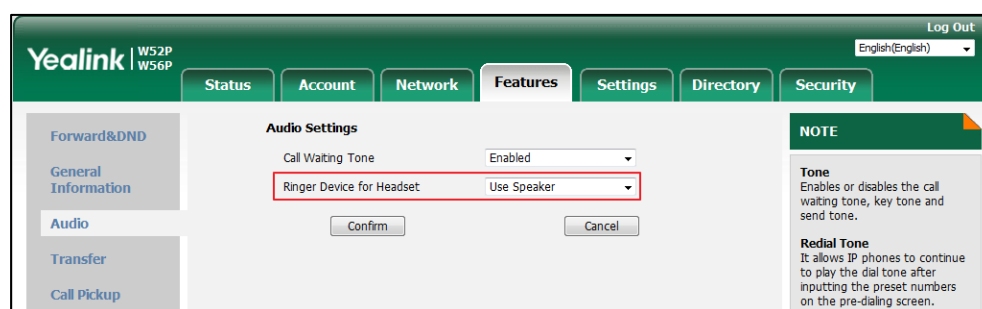 Log Out
Yealink | W52P
W56P
English(English)
Status
Account
Network
Features
Settings
Directory
Security
Forward&DND
General
Information
Audio
Transfer
Call Pickup
Audio Settings
Call Waiting Tone
Enabled
Ringer Device for Headset
Use Speaker
Confirm
Cancel
NOTE
Tone
Enables or disables the call
waiting tone, key tone and
send tone.
Redial Tone
It allows IP phones to continue
to play the dial tone after
inputting the preset numbers
on the pre-dialing screen.